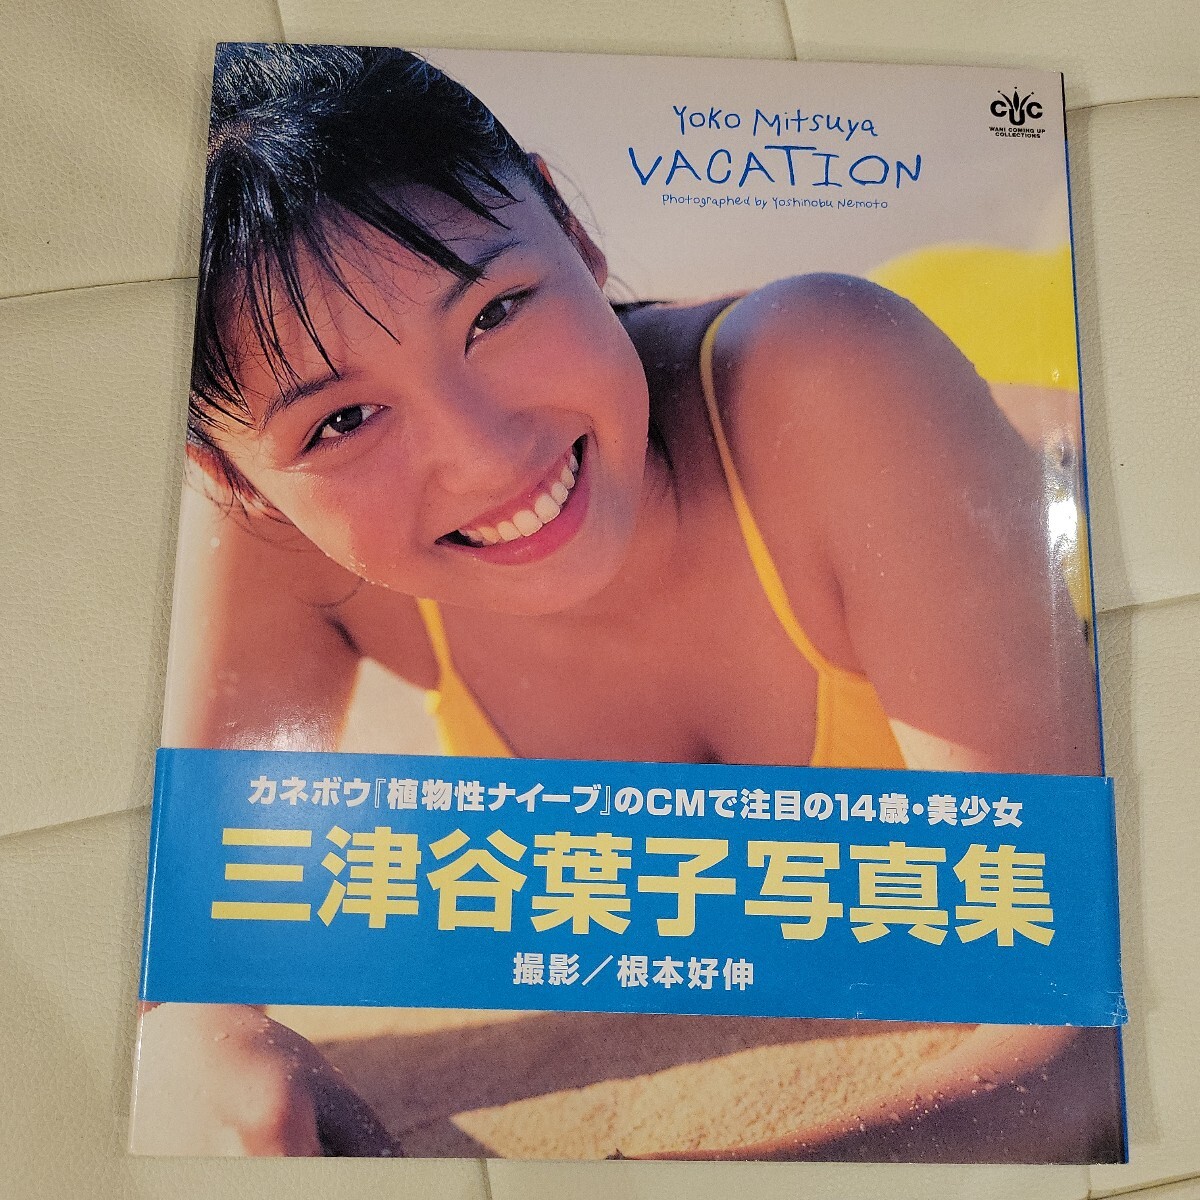 Yoko Mitsuya
VACATION
Photographed by Yoshinobu Nemoto
CUC
WANI COMING UP
COLLECTIONS
カネボウ『植物性ナイーブ』のCMで注目の14歳・美少女
三津谷葉子写真集
撮影／根本好伸